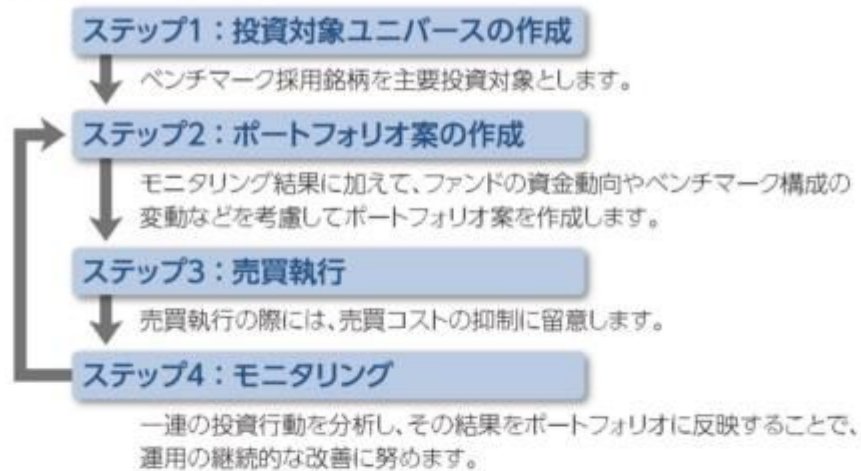 ステップ1：投資対象ユニバースの作成
ベンチマーク採用銘柄を主要投資対象とします。
ステップ2：ポートフォリオ案の作成
モニタリング結果に加えて、ファンドの資金動向やベンチマーク構成の
変動などを考慮してポートフォリオ案を作成します。
ステップ3：売買執行
売買執行の際には、売買コストの抑制に留意します。
ステップ4：モニタリング
一連の投資行動を分析し、その結果をポートフォリオに反映することで、
運用の継続的な改善に努めます。